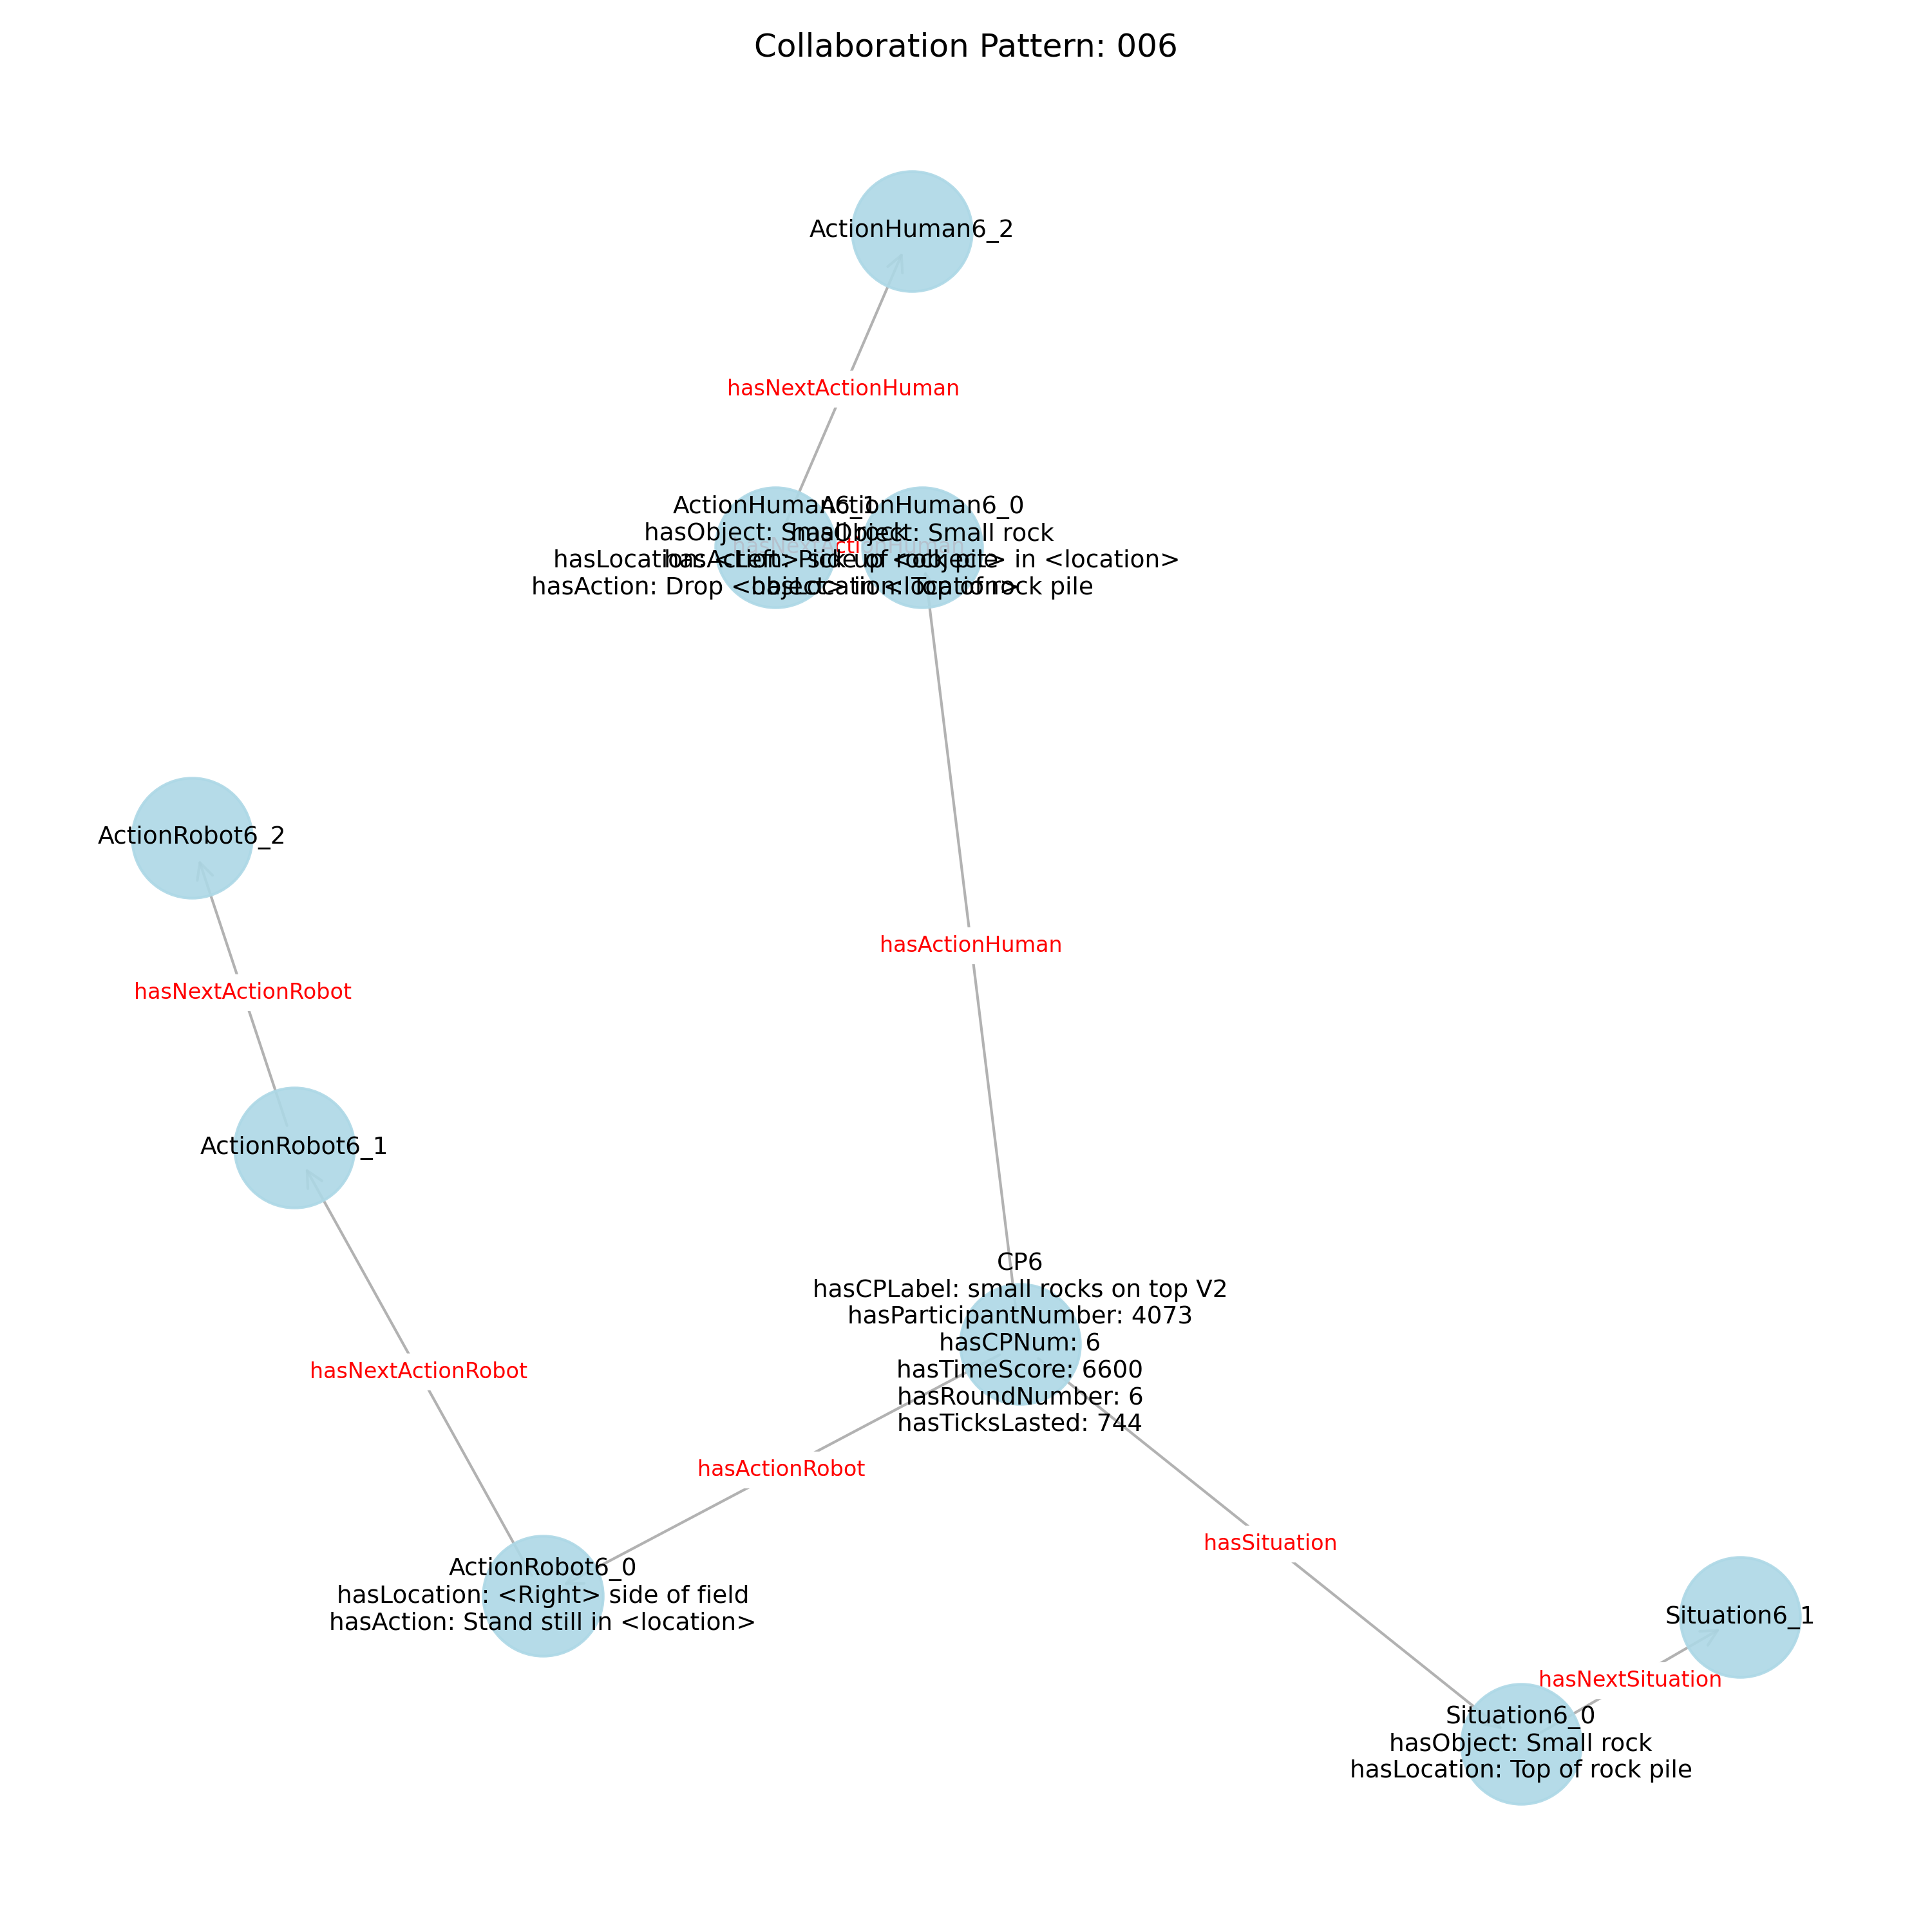 Collaboration Pattern: 006
ActionHuman6_2
hasNextActionHuman
ActionHuman6_1
hasObject: Small rock
hasLocation: <Left> side of rock pile
hasAction: Drop <object> in <location>
hasNextActionHuman
ActionHuman6_0
hasObject: Small rock
hasAction: Pick up <object> in <location>
hasLocation: Top of rock pile
ActionRobot6_2
hasActionHuman
hasNextActionRobot
ActionRobot6_1
CP6
hasCPLabel: small rocks on top V2
hasParticipantNumber: 4073
hasCPNum: 6
hasTimeScore: 6600
hasRoundNumber: 6
hasTicksLasted: 744
hasNextActionRobot
hasActionRobot
hasSituation
ActionRobot6_0
hasLocation: <Right> side of field
hasAction: Stand still in <location>
Situation6_1
hasNextSituation
Situation6_0
hasObject: Small rock
hasLocation: Top of rock pile